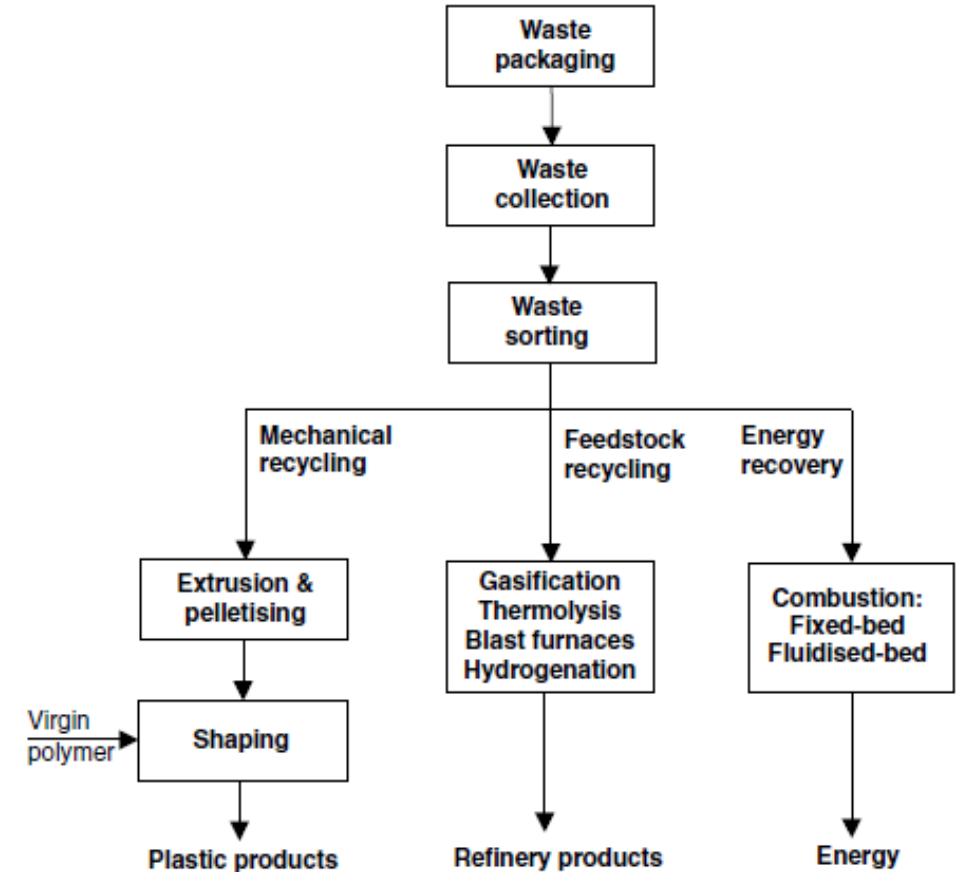 Waste
packaging
Waste
collection
Waste
sorting
Mechanical
recycling
Feedstock
recycling
Energy
recovery
Extrusion &
pelletising
Gasification
Thermolysis
Blast furnaces
Hydrogenation
Combustion:
Fixed-bed
Fluidised-bed
Virgin
polymer
Shaping
Plastic products
Refinery products
Energy